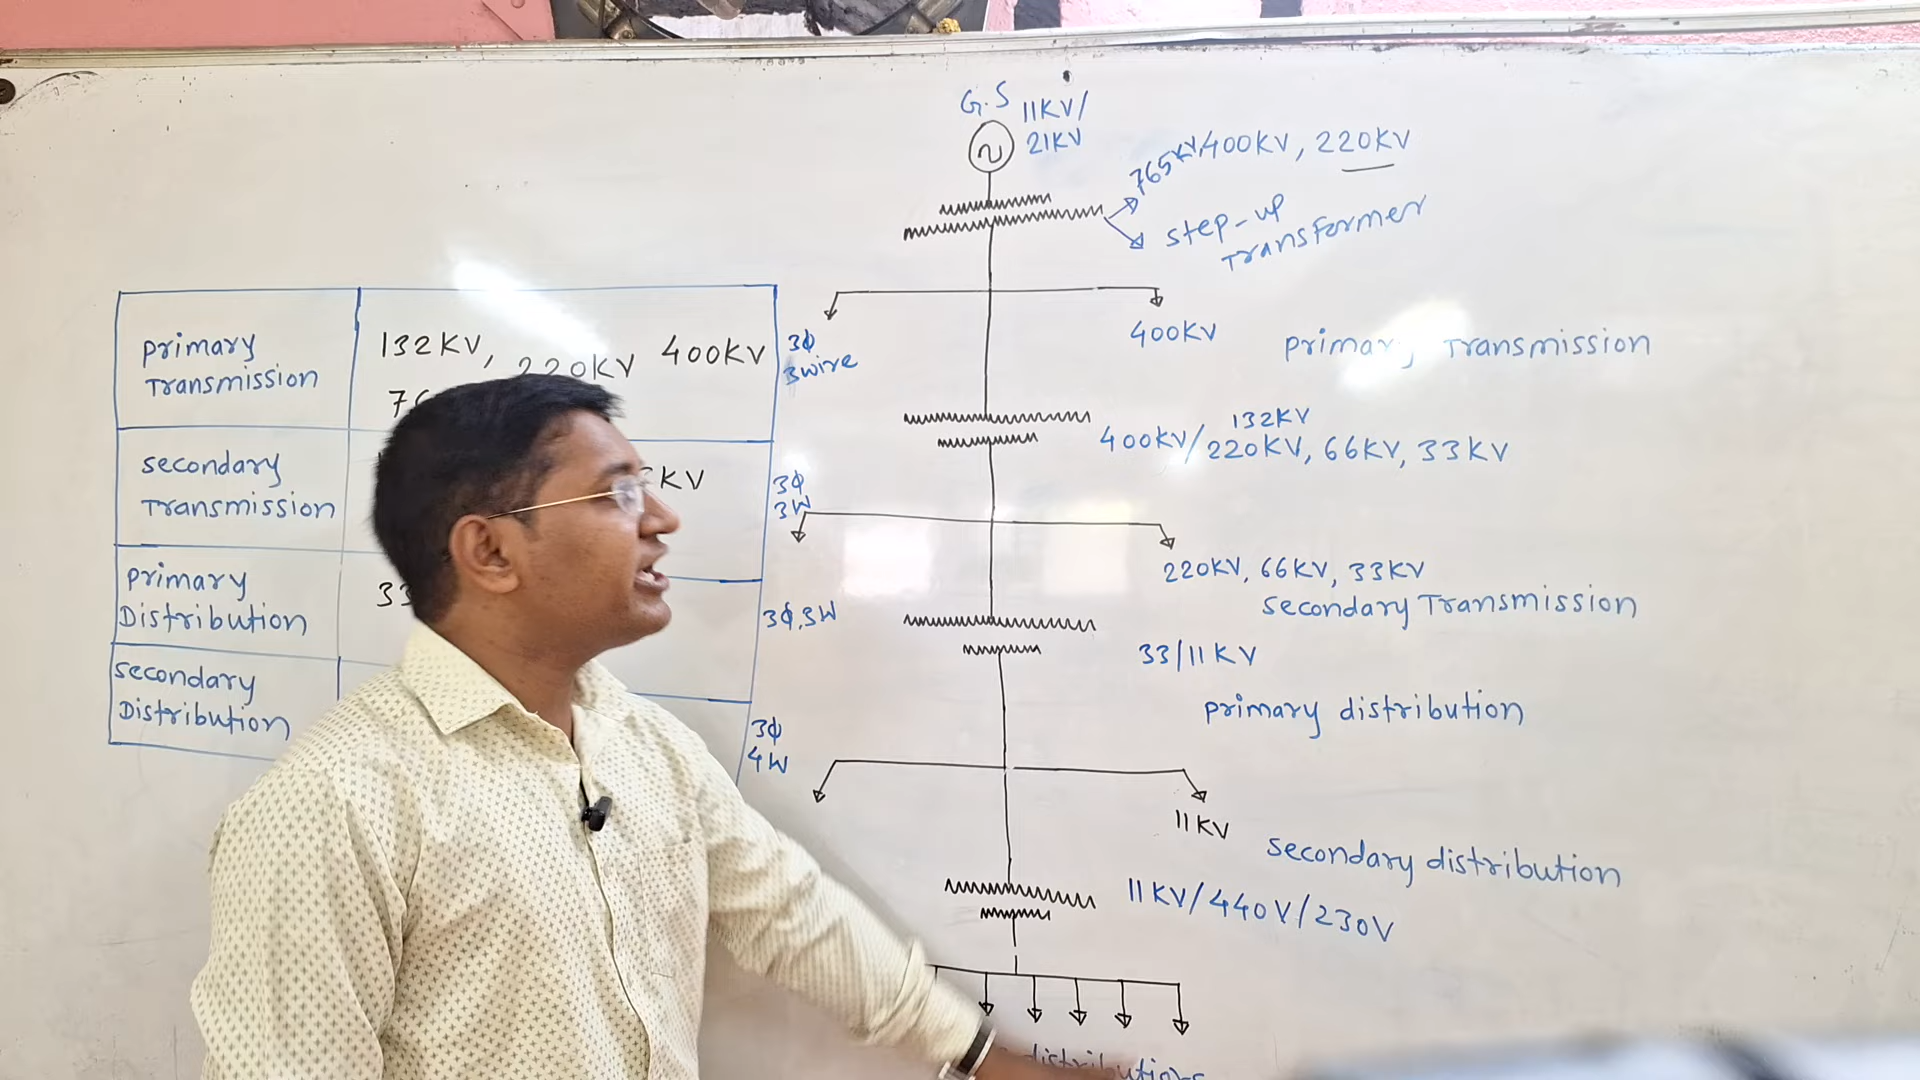 G.S 11KV/
21KV
765KV/400KV, 220KV
step-up
Transformer
primary
Transmission
132KV, 220KV 400KV
3ϕ
3wire
400KV
primary Transmission
132KV
400KV/220KV, 66KV, 33KV
secondary
Transmission
KV
3ϕ
3W
220KV, 66KV, 33KV
secondary Transmission
primary
Distribution
33
3ϕ,3W
33/11KV
primary distribution
secondary
Distribution
3ϕ
4W
11KV
secondary distribution
11KV/440V/230V